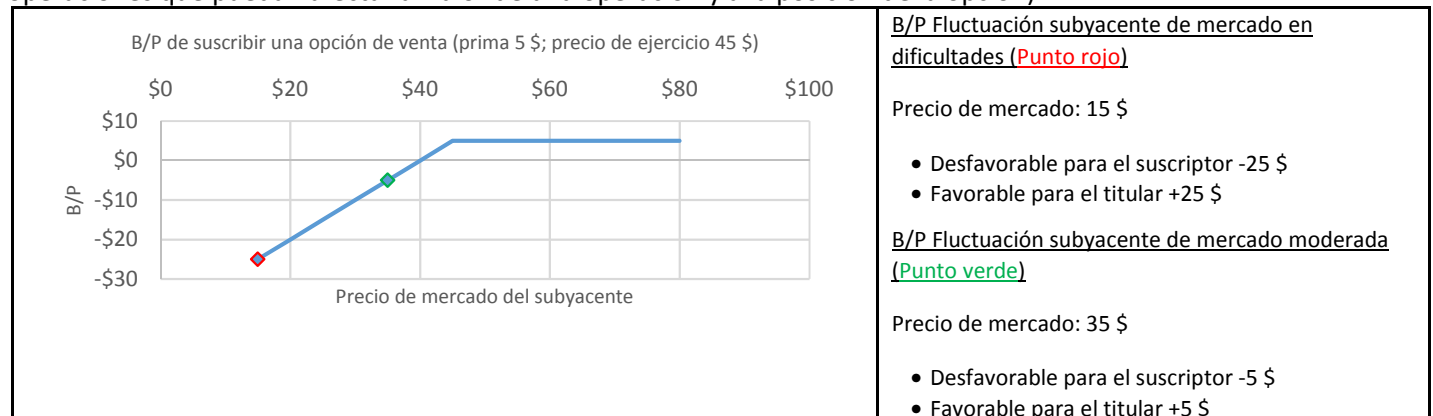 B/P de suscribir una opción de venta (prima 5 $; precio de ejercicio 45 $)
$0 $20 $40 $60 $80 $100
$10
$0
-$10
-$20
-$30
B/P
Precio de mercado del subyacente
B/P Fluctuación subyacente de mercado en
dificultades (Punto rojo)
Precio de mercado: 15 $
• Desfavorable para el suscriptor -25 $
• Favorable para el titular +25 $
B/P Fluctuación subyacente de mercado moderada
(Punto verde)
Precio de mercado: 35 $
• Desfavorable para el suscriptor -5 $
• Favorable para el titular +5 $